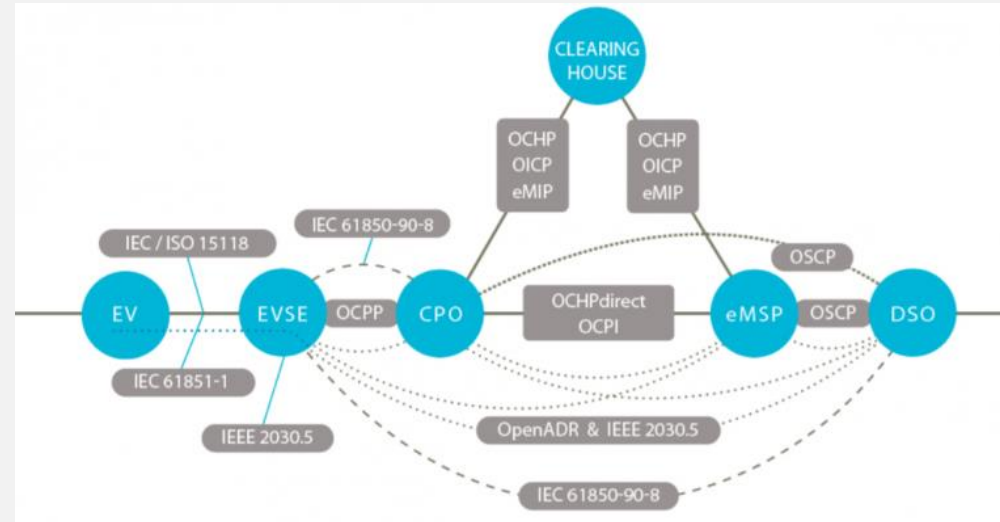 CLEARING
HOUSE
OCHP
OICP
eMIP
OCHP
OICP
eMIP
IEC 61850-90-8
IEC / ISO 15118
OSCP
EV
EVSE
OCPP
CPO
OCHPdirect
OCPI
eMSP
OSCP
DSO
IEC 61851-1
IEEE 2030.5
OpenADR & IEEE 2030.5
IEC 61850-90-8